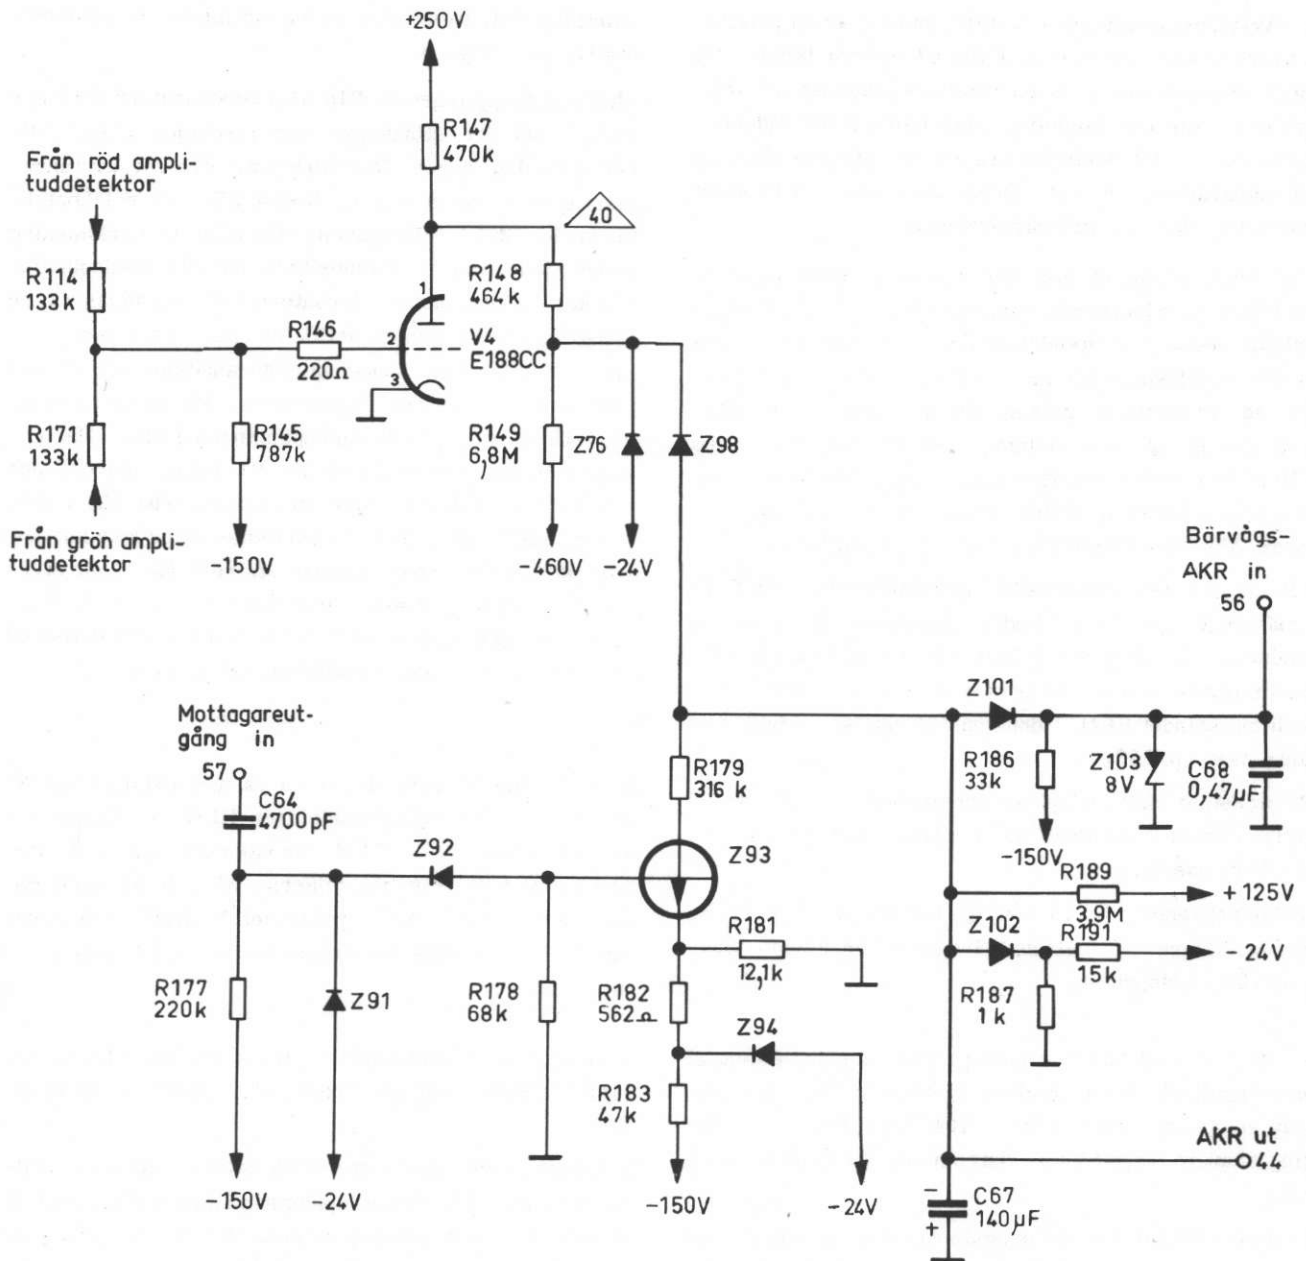 +250V
R147
470k
Från röd ampli-
tuddetektor
40
R114
133k
R148
464k
1
R146
220Ω
2
V4
E188CC
3
R171
133k
R145
787k
R149
6,8M
Z76
Z98
Från grön ampli-
tuddetektor
-150V
-460V
-24V
Bärvågs-
AKR in
56
Z101
Mottagareut-
gång in
57
R179
316 k
R186
33k
Z103
8V
C68
0,47µF
C64
4700pF
Z92
Z93
-150V
R189
3,9M
+125V
R181
12,1k
Z102
R191
15k
-24V
R177
220k
Z91
R178
68k
R182
562Ω
R187
1k
Z94
R183
47k
AKR ut
44
-150V
-24V
-150V
-24V
-
+
C67
140µF